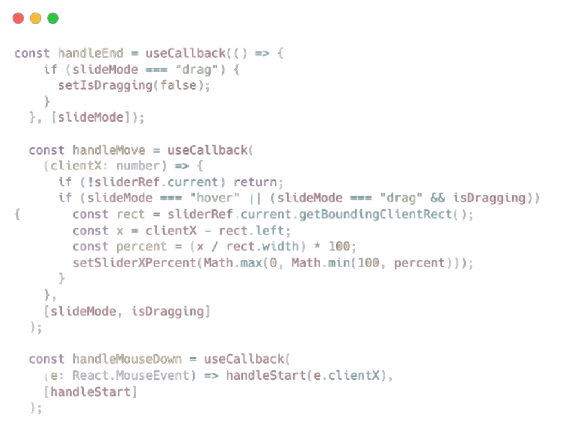 const handleEnd = useCallback(() => {
if (slideMode === "drag") {
setIsDragging(false);
}
}, [slideMode]);
const handleMove = useCallback(
(clientX: number) => {
if (!sliderRef.current) return;
if (slideMode === "hover" || (slideMode === "drag" && isDragging))
{ const rect = sliderRef.current.getBoundingClientRect();
const x = clientX - rect.left;
const percent = (x / rect.width) * 100;
setSliderXPercent(Math.max(0, Math.min(100, percent)));
}
},
[slideMode, isDragging]
);
const handleMouseDown = useCallback(
(e: React.MouseEvent) => handleStart(e.clientX),
[handleStart]
);